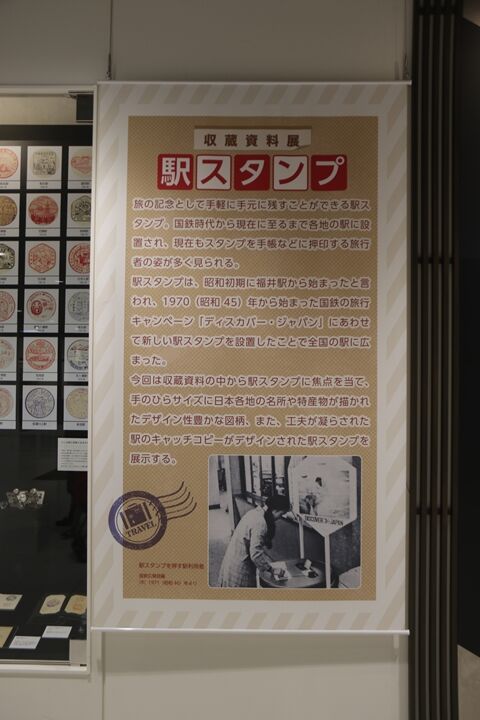 収蔵資料展
駅スタンプ
旅の記念として手軽に手元に残すことができる駅ス
タンプ。国鉄時代から現在に至るまで各地の駅に設
置され、現在もスタンプを手帳などに押印する旅行
者の姿が多く見られる。
駅スタンプは、昭和初期に福井駅から始まったと言
われ、1970（昭和45）年から始まった国鉄の旅行
キャンペーン「ディスカバー・ジャパン」にあわせ
て新しい駅スタンプを設置したことで全国の駅に広
まった。
今回は収蔵資料の中から駅スタンプに焦点を当て、
手のひらサイズに日本各地の名所や特産物が描かれ
たデザイン性豊かな図柄、また、工夫が凝らされた
駅のキャッチコピーがデザインされた駅スタンプを
展示する。
DISCOVER JAPAN
TRAVEL
駅スタンプを押す駅利用者